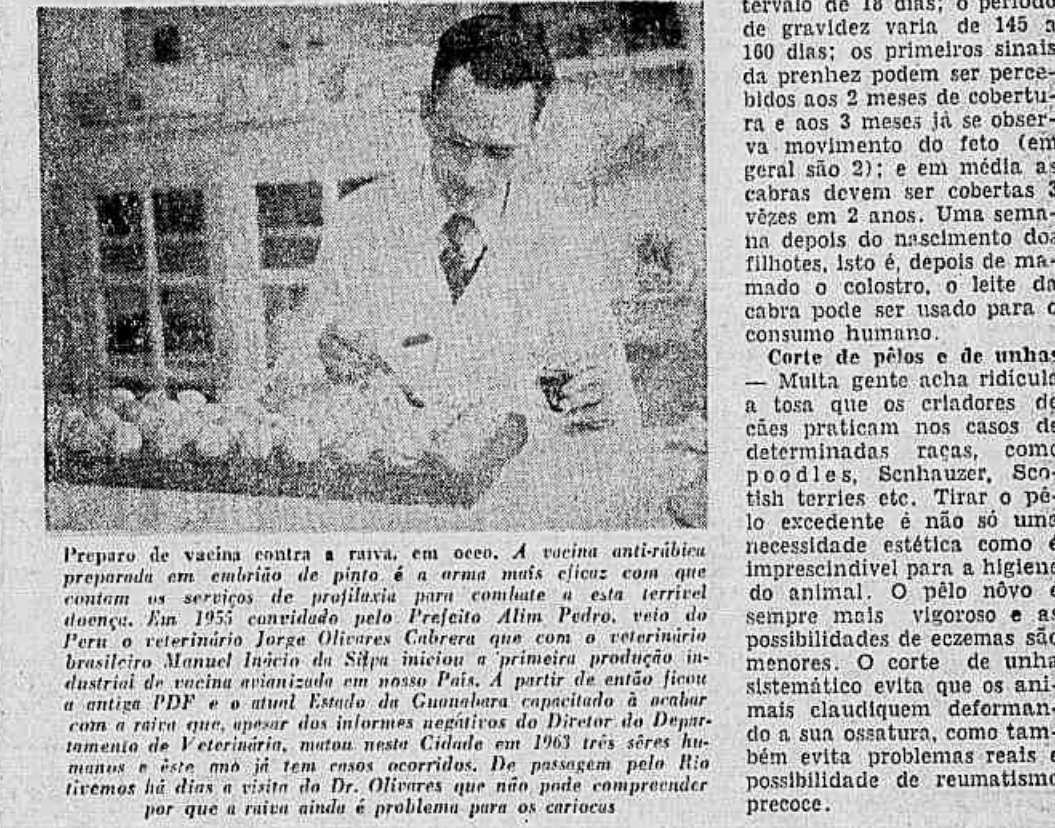 Preparo de vacina contra a raiva, em oceo. A vacina anti-rábica
preparada em embrião de pinto é a arma mais eficaz com que
contam os serviços de profilaxia para combate a esta terrivel
doença. Em 1955 convidado pelo Prefeito Alim Pedro, veio do
Peru o veterinário Jorge Olivares Cabrera que com o veterinário
brasileiro Manuel Inácio da Silva iniciou a primeira produção in-
dustrial de vacina avianizada em nosso País. A partir de então ficou
a antiga PDF e o atual Estado da Guanabara capacitado à acabar
com a raiva que, apesar dos informes negátivos do Diretor do Depar-
tamento de Veterinária, matou nesta Cidade em 1963 três sêres hu-
manos e êste ano já tem casos ocorridos. De passagem pelo Rio
tivemos há dias a visita do Dr. Olivares que não pode compreender
por que a raiva ainda é problema para os cariocas
tervalo de 18 dias; o período
de gravidez varia de 145 a
160 dias; os primeiros sinais
da prenhez podem ser perce-
bidos aos 2 meses de cobertu-
ra e aos 3 meses já se obser-
va movimento do feto (em
geral são 2); e em média as
cabras devem ser cobertas 3
vêzes em 2 anos. Uma sema-
na depois do nascimento dos
filhotes, isto é, depois de ma-
mado o colostro, o leite da
cabra pode ser usado para o
consumo humano.
Corte de pêlos e de unhas
— Muita gente acha ridícula
a tosa que os criadores de
cães praticam nos casos de
determinadas raças, como
poodles, Scnhauzer, Sco-
tish terries etc. Tirar o pê-
lo excedente é não só uma
necessidade estética como é
imprescindivel para a higiene
do animal. O pêlo nôvo é
sempre mais vigoroso e as
possibilidades de eczemas são
menores. O corte de unha
sistemático evita que os ani-
mais claudiquem deforman-
do a sua ossatura, como tam-
bém evita problemas reais e
possibilidade de reumatismo
precoce.